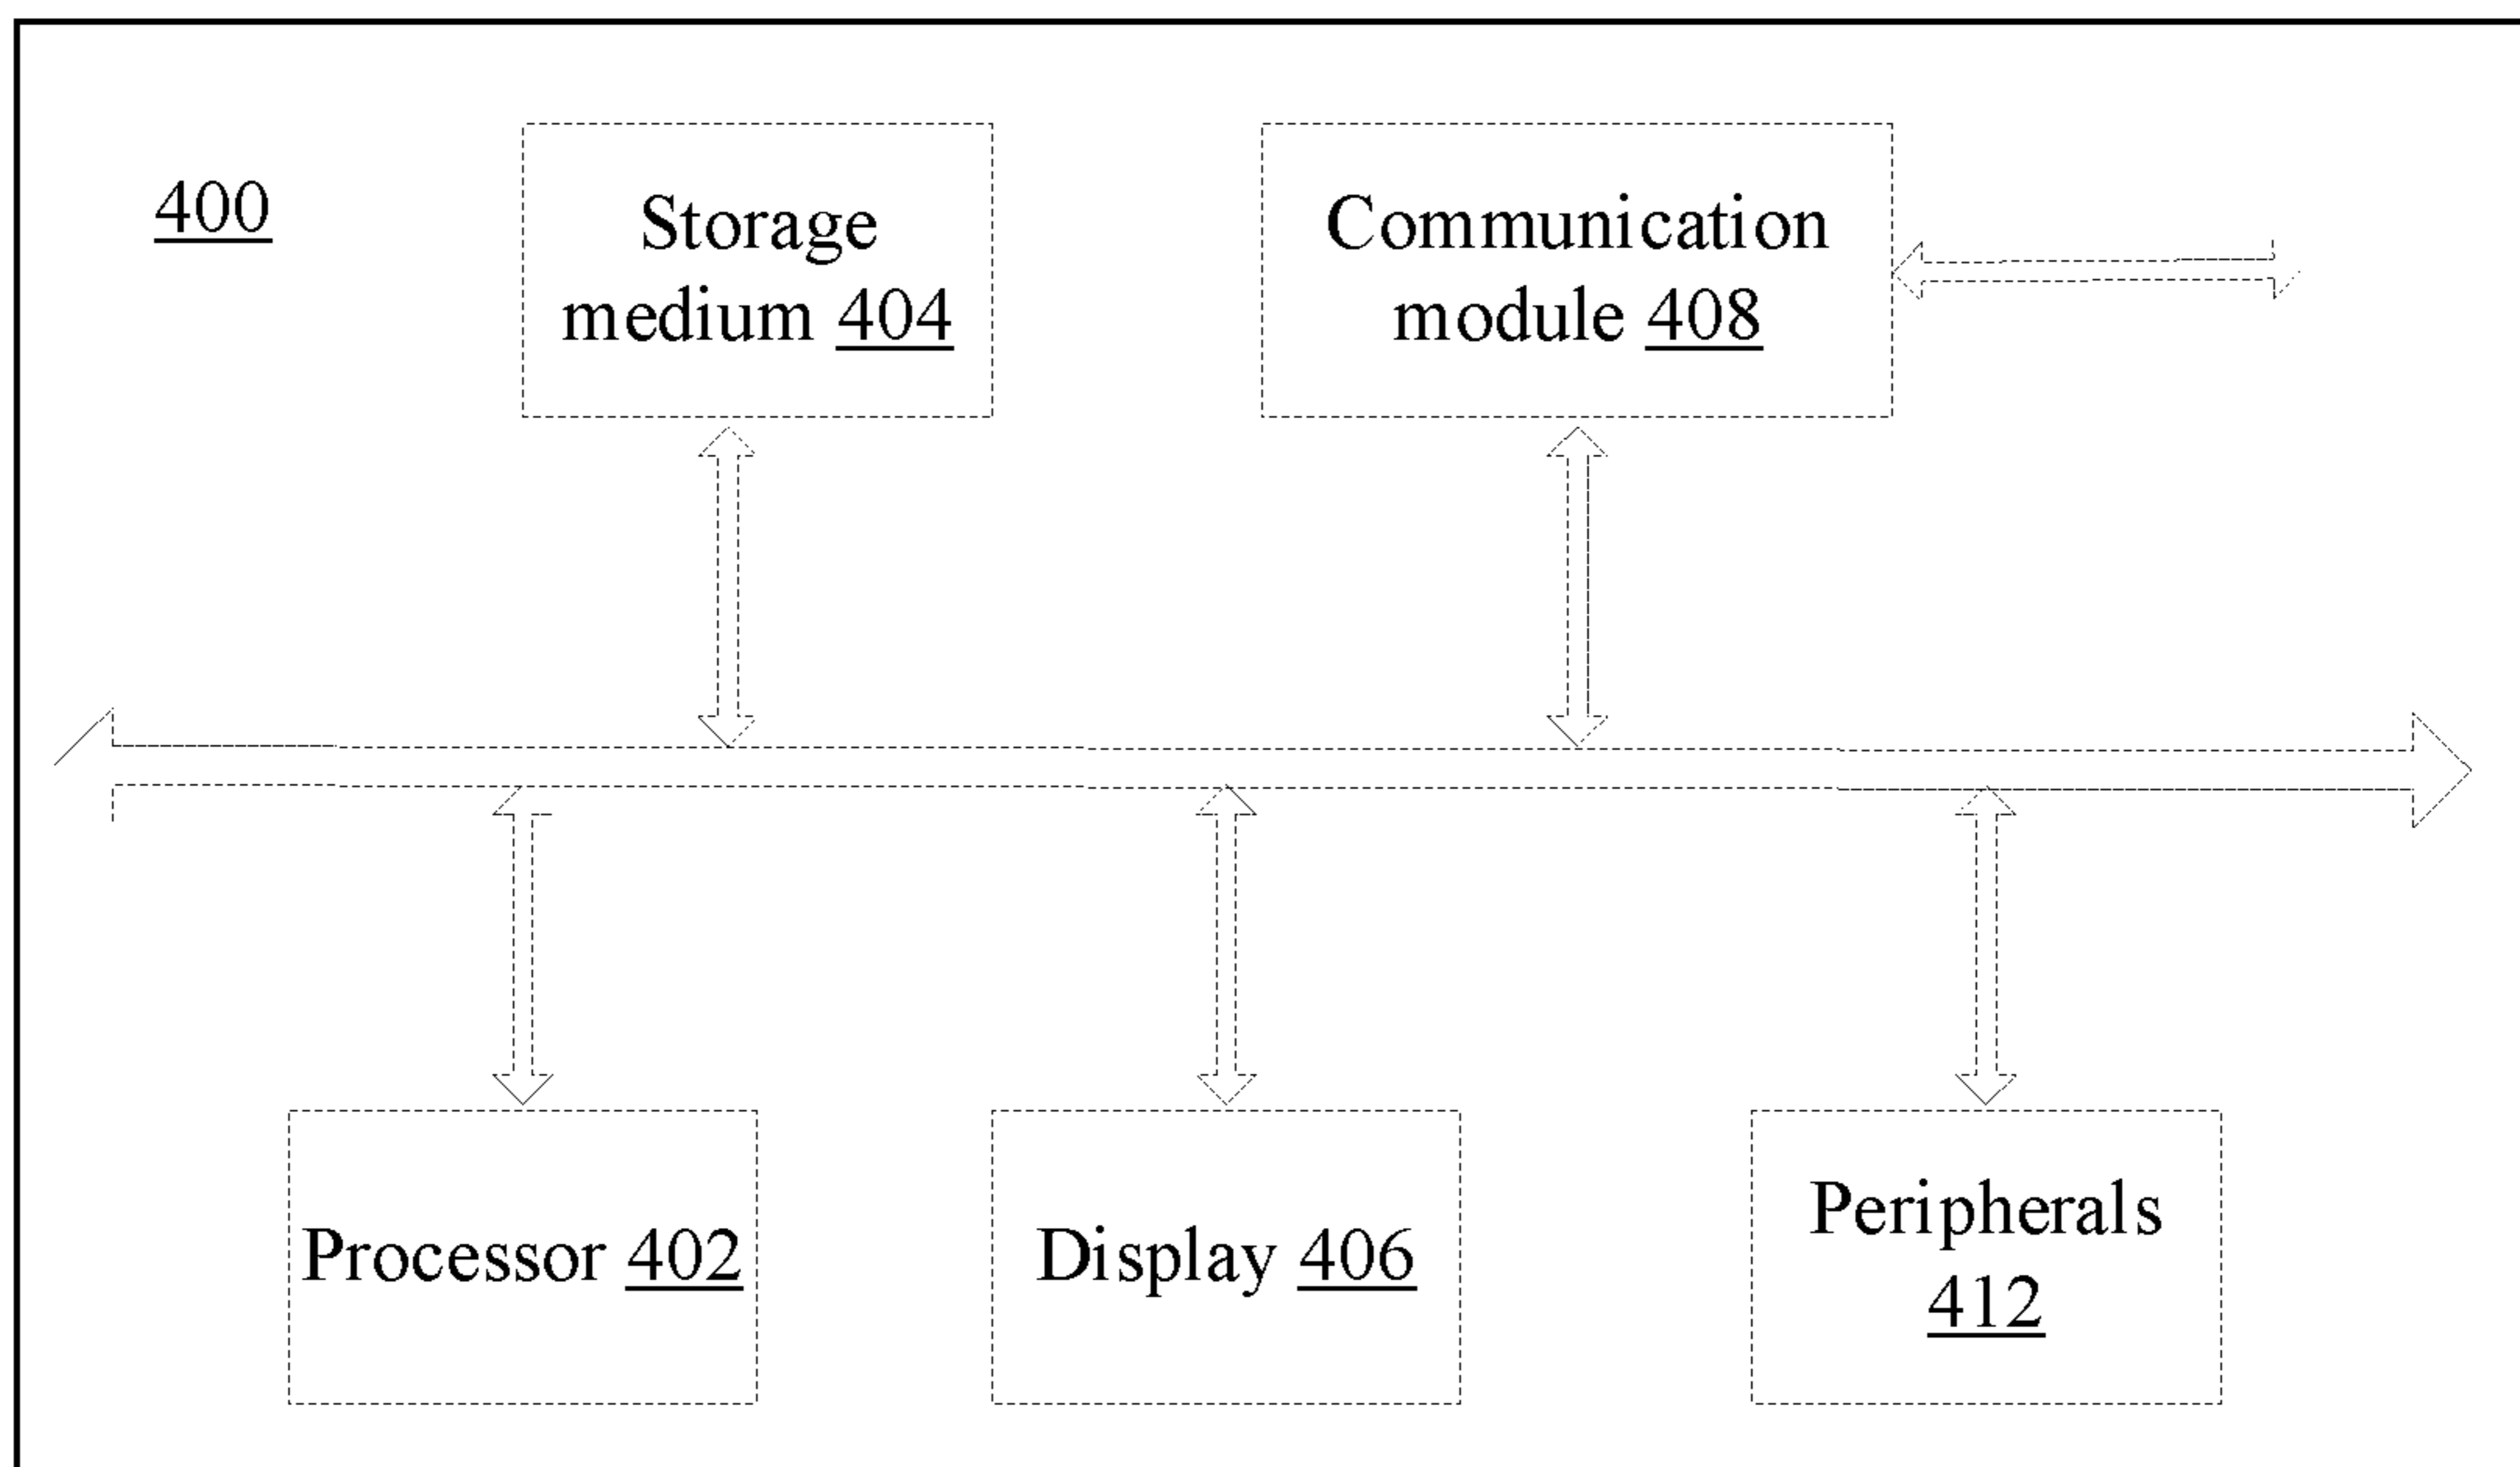 400
Storage
medium 404
Communication
module 408
Processor 402
Display 406
Peripherals
412